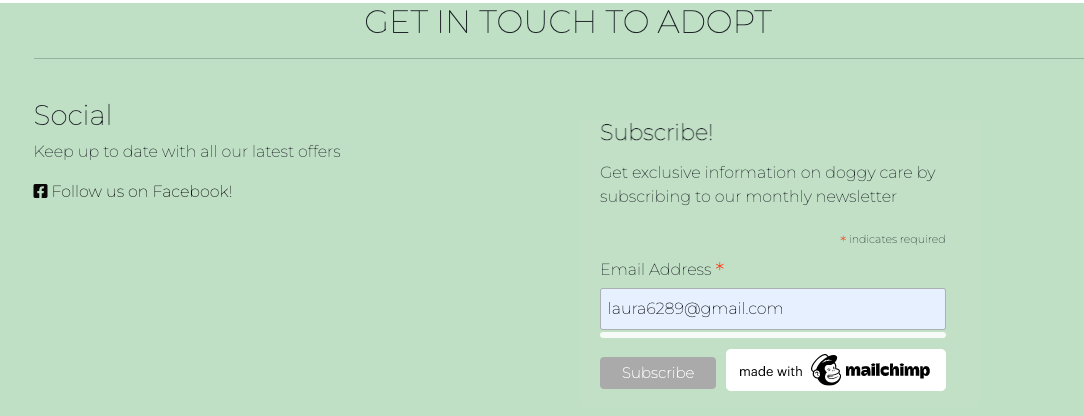 GET IN TOUCH TO ADOPT
Social
Keep up to date with all our latest offers
Follow us on Facebook!
Subscribe!
Get exclusive information on doggy care by
subscribing to our monthly newsletter
* indicates required
Email Address *
laura6289@gmail.com
Subscribe
made with mailchimp